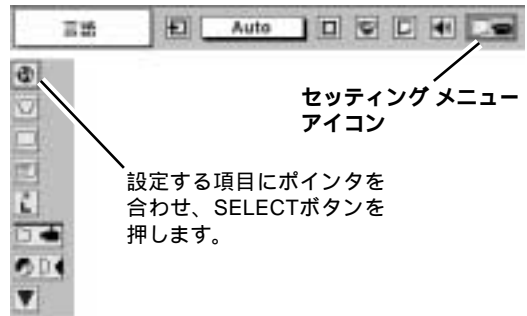 言語
Auto
セッティング メニュー
アイコン
設定する項目にポインタを
合わせ、SELECTボタンを
押します。